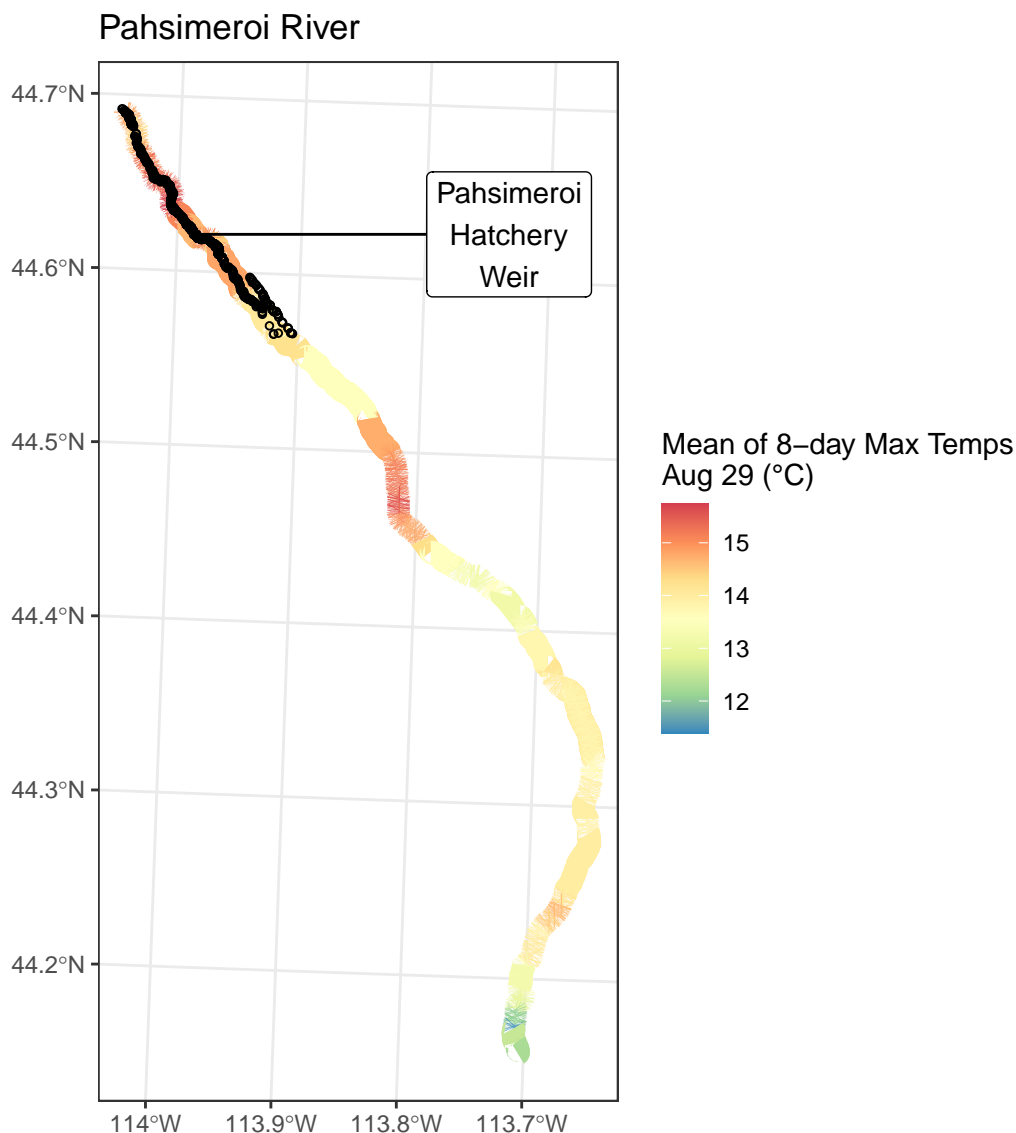 Pahsimeroi River
44.7°N
44.6°N
44.5°N
44.4°N
44.3°N
44.2°N
114°W
113.9°W
113.8°W
113.7°W
Pahsimeroi
Hatchery
Weir
Mean of 8−day Max Temps
Aug 29 (°C)
15
14
13
12